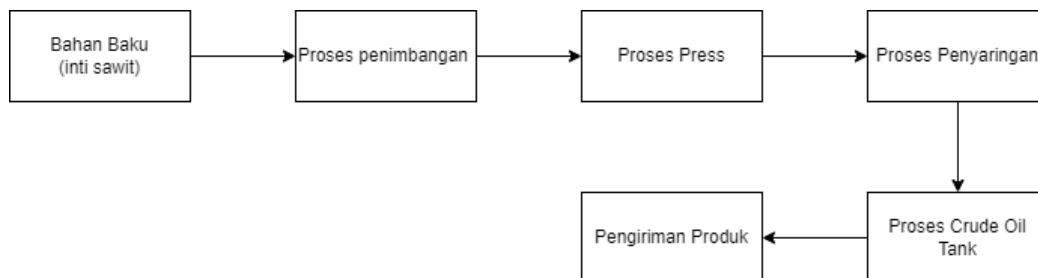 Bahan Baku
(inti sawit)
Proses penimbangan
Proses Press
Proses Penyaringan
Proses Crude Oil
Tank
Pengiriman Produk